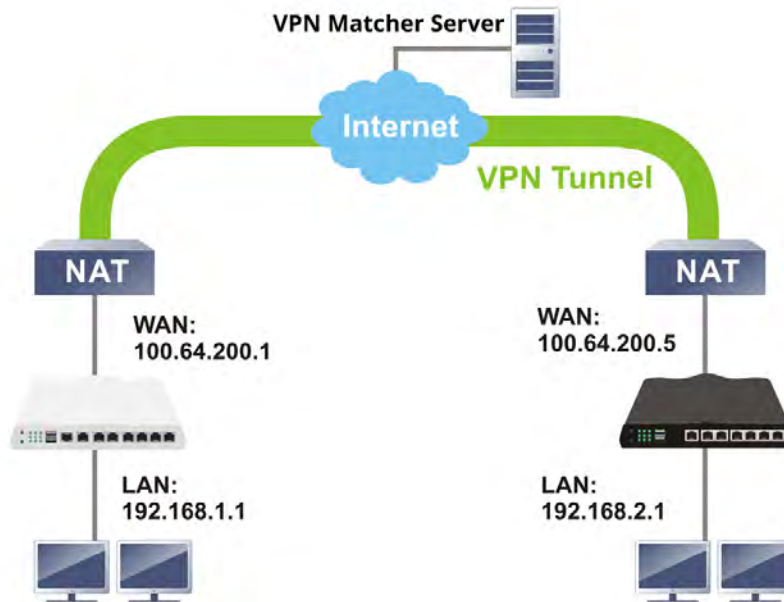 VPN Matcher Server
Internet
VPN Tunnel
NAT
NAT
WAN:
100.64.200.1
WAN:
100.64.200.5
LAN:
192.168.1.1
LAN:
192.168.2.1